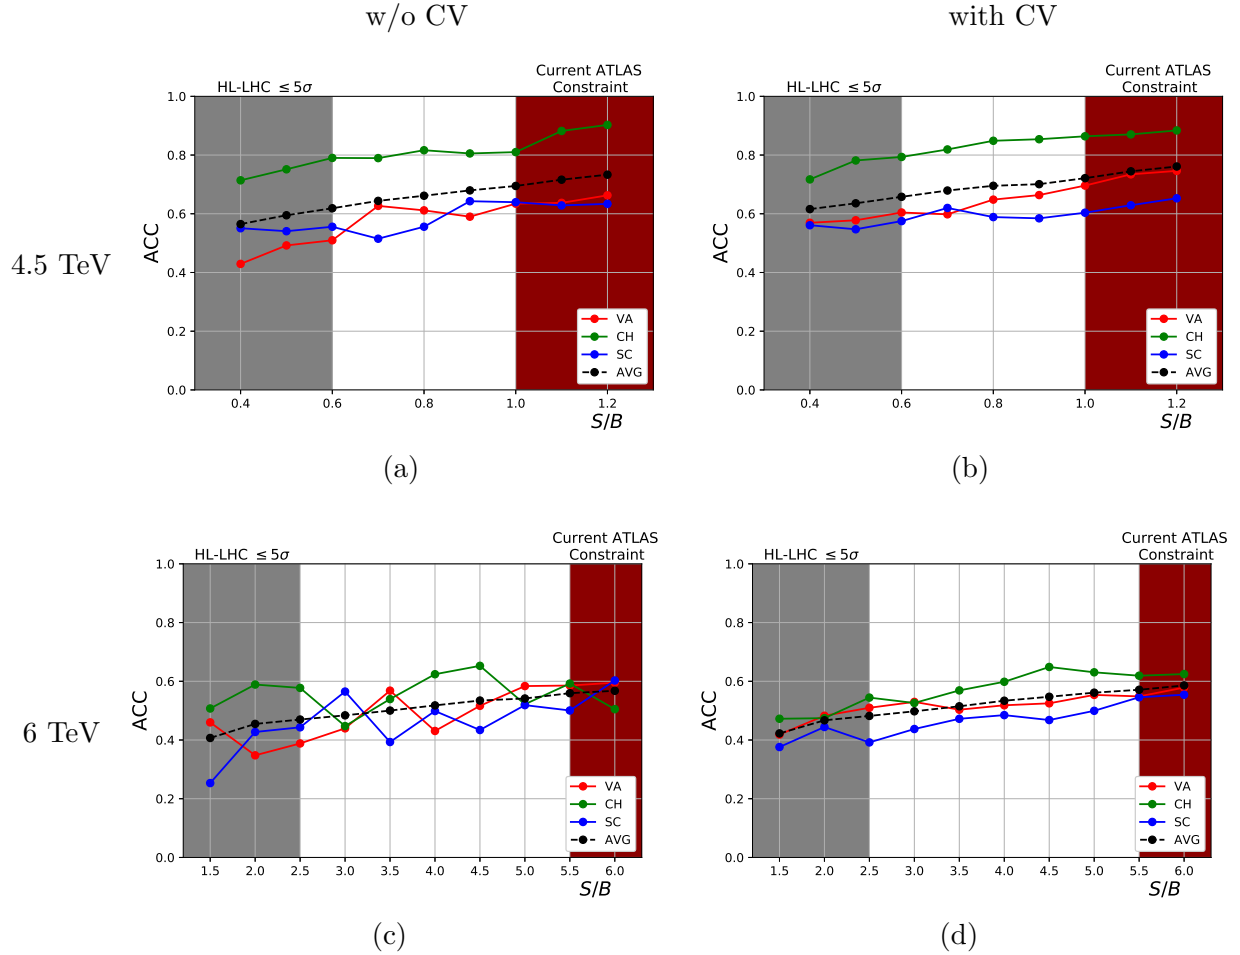 w/o CV
with CV
4.5 TeV
HL-LHC ≤5σ
Current ATLAS
Constraint
ACC
1.0
0.8
0.6
0.4
0.2
0.0
0.4
0.6
0.8
1.0
1.2
S/B
VA
CH
SC
AVG
(a)
HL-LHC ≤5σ
Current ATLAS
Constraint
ACC
1.0
0.8
0.6
0.4
0.2
0.0
0.4
0.6
0.8
1.0
1.2
S/B
VA
CH
SC
AVG
(b)
6 TeV
HL-LHC ≤5σ
Current ATLAS
Constraint
ACC
1.0
0.8
0.6
0.4
0.2
0.0
1.5
2.0
2.5
3.0
3.5
4.0
4.5
5.0
5.5
6.0
S/B
VA
CH
SC
AVG
(c)
HL-LHC ≤5σ
Current ATLAS
Constraint
ACC
1.0
0.8
0.6
0.4
0.2
0.0
1.5
2.0
2.5
3.0
3.5
4.0
4.5
5.0
5.5
6.0
S/B
VA
CH
SC
AVG
(d)